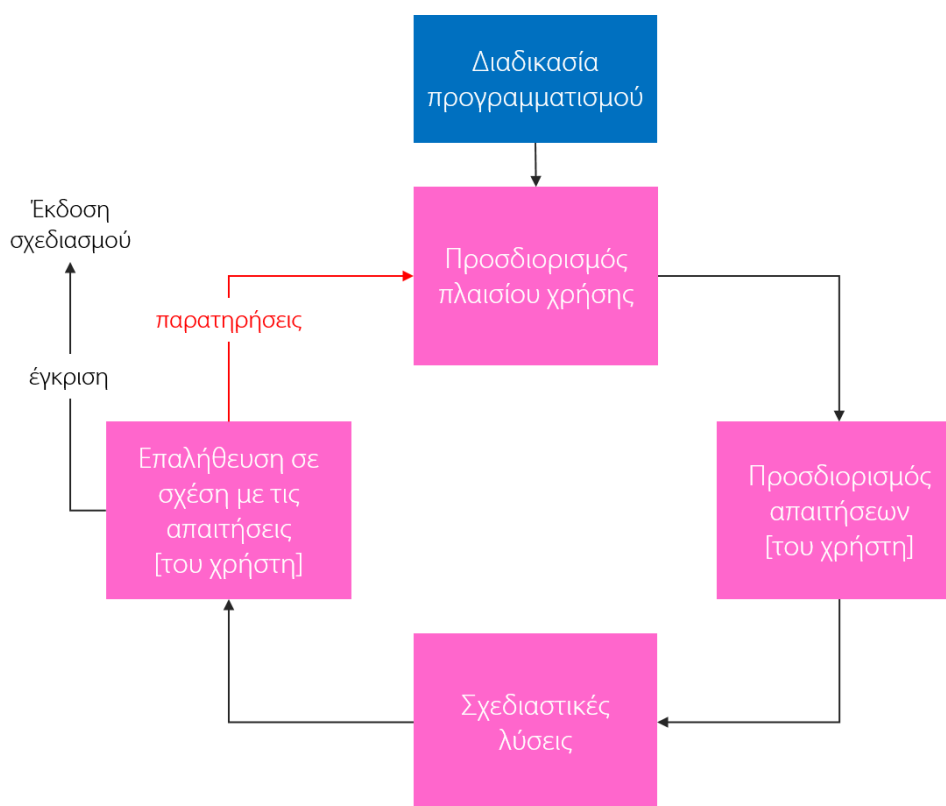 Διαδικασία
προγραμματισμού
Προσδιορισμός
πλαισίου χρήσης
Έκδοση
σχεδιασμού
παρατηρήσεις
έγκριση
Επαλήθευση σε
σχέση με τις
απαιτήσεις
[του χρήστη]
Προσδιορισμός
απαιτήσεων
[του χρήστη]
Σχεδιαστικές
λύσεις